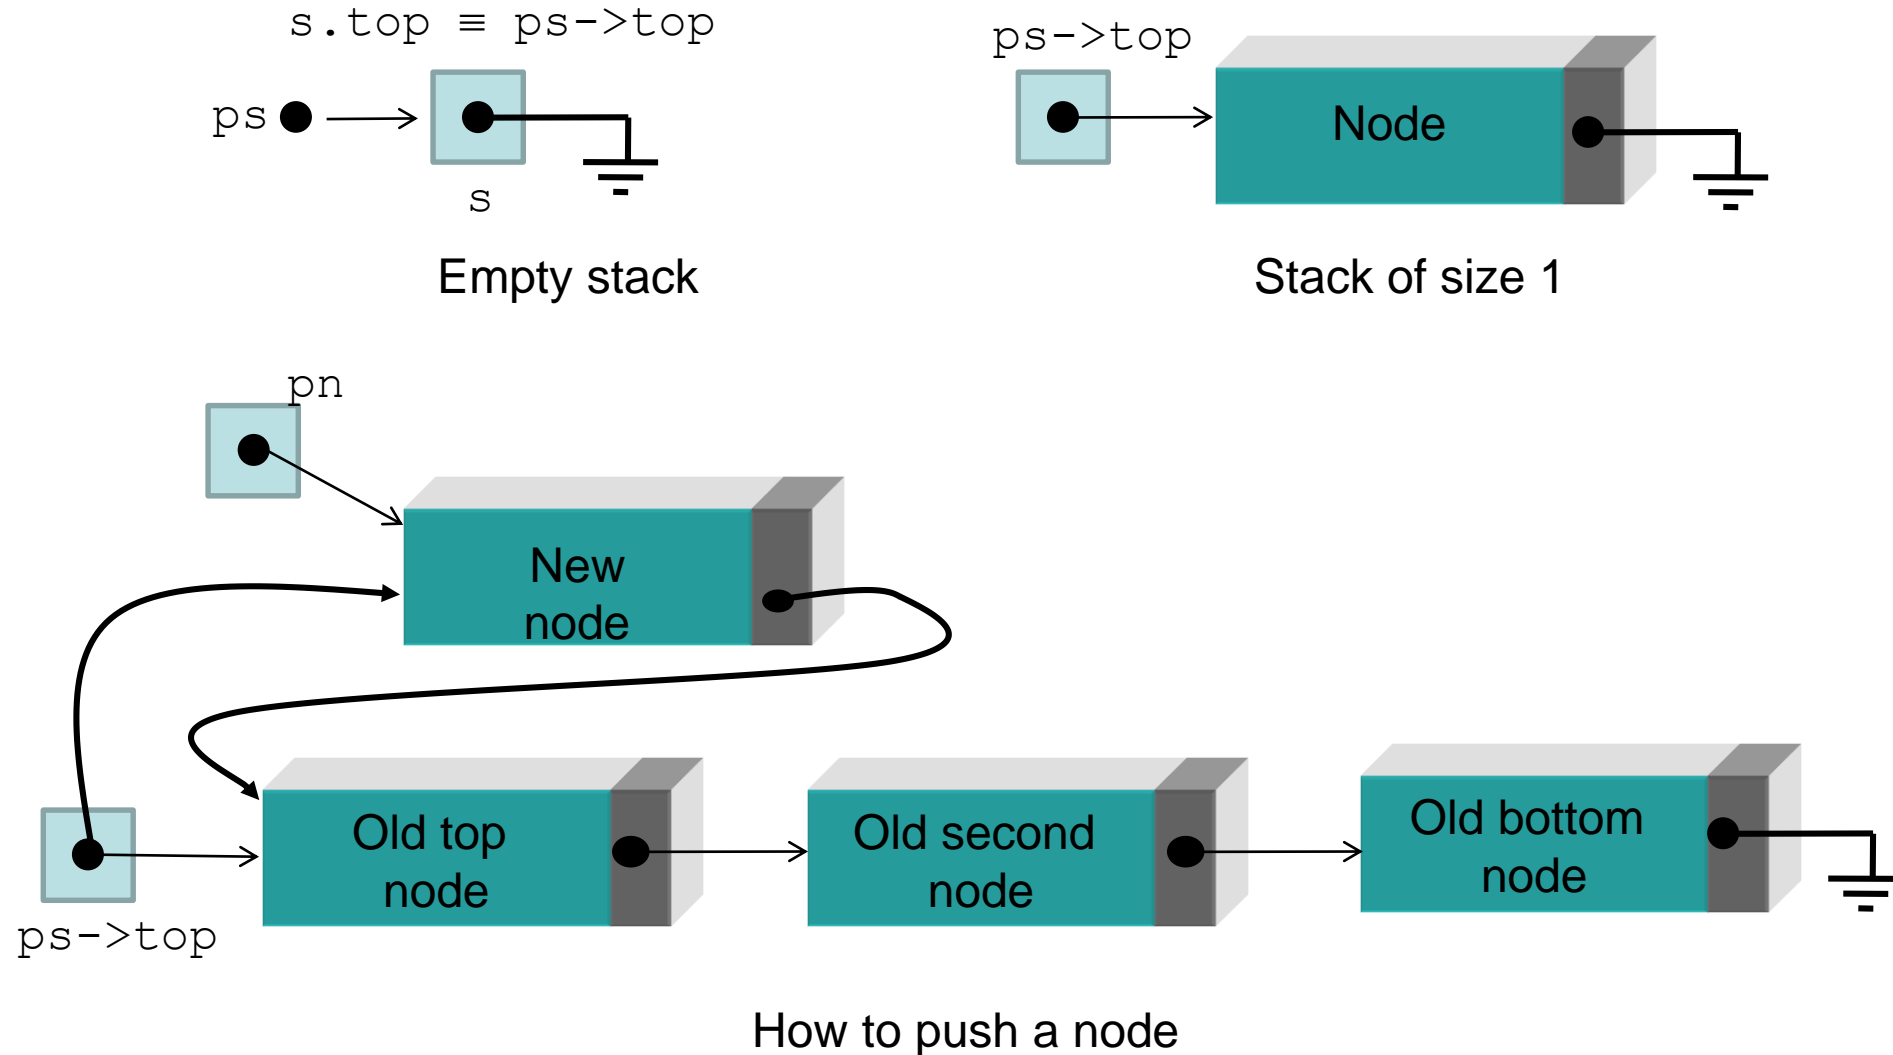 s.top ≡ ps->top
ps
s
Empty stack
ps->top
Node
Stack of size 1
pn
New
node
ps->top
Old top
node
Old second
node
Old bottom
node
How to push a node